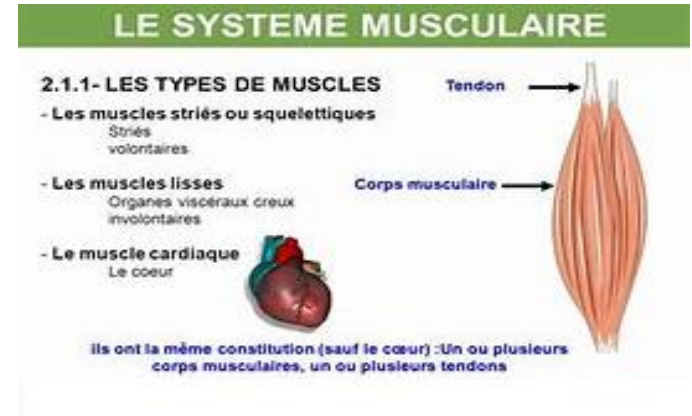 LE SYSTEME MUSCULAIRE
2.1.1- LES TYPES DE MUSCLES
Tendon
- Les muscles striés ou squelettiques
Striés
volontaires
- Les muscles lisses
Corps musculaire
Organes viscéraux creux
involontaires
- Le muscle cardiaque
Le coeur
ils ont la même constitution (sauf le cœur) :Un ou plusieurs
corps musculaires, un ou plusieurs tendons